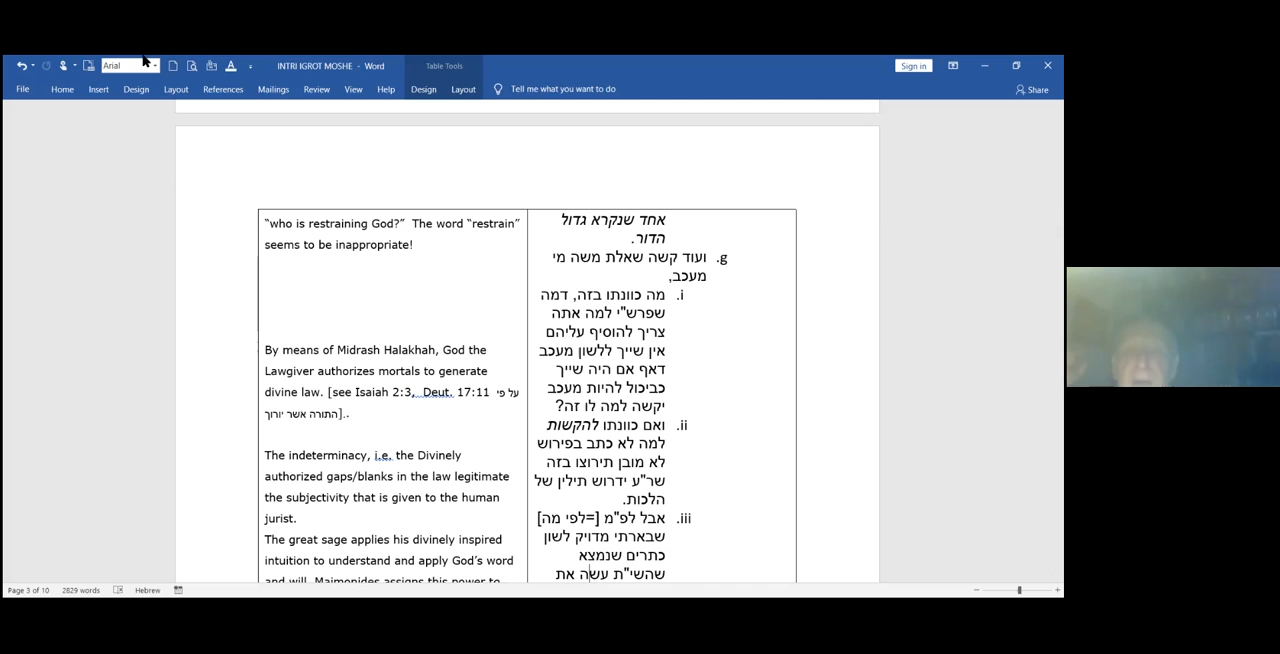 Arial
INTRI IGROT MOSHE - Word
Table Tools
Sign in
File Home Insert Design Layout References Mailings Review View Help Design Layout Tell me what you want to do Share
“who is restraining God?” The word “restrain”
seems to be inappropriate!
By means of Midrash Halakhah, God the
Lawgiver authorizes mortals to generate
divine law. [see Isaiah 2:3, Deut. 17:11 על פי
התורה אשר יורוך]..
The indeterminacy, i.e. the Divinely
authorized gaps/blanks in the law legitimate
the subjectivity that is given to the human
jurist.
The great sage applies his divinely inspired
intuition to understand and apply God’s word
and will. Maimonides assigns this power to
אחד שנקרא גדול
הדור.
g. ועוד קשה שאלת משה מי
מעכב,
i. מה כוונתו בזה, דמה
שפרש"י למה אתה
צריך להוסיף עליהם
אין שייך ללשון מעכב
דאף אם היה שייך
כביכול להיות מעכב
יקשה למה לו זה?
ii. ואם כוונתו להקשות
למה לא כתב בפירוש
לא מובן תירוצו בזה
שר"ע ידרוש תילין של
הלכות.
iii. אבל לפ"מ [=לפי מה]
שבארתי מדויק לשון
כתרים שנמצא
שהשי"ת עשה את
Page 3 of 10 2829 words Hebrew